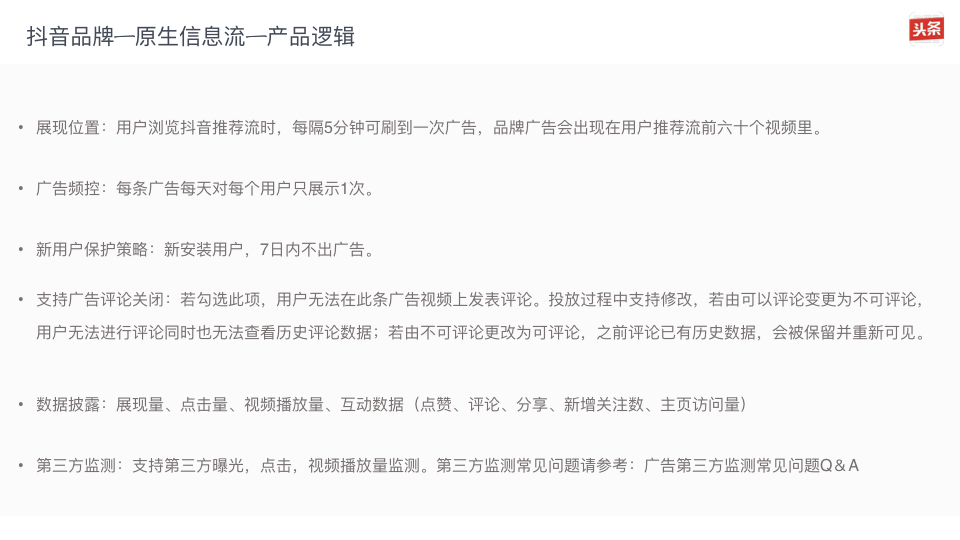 抖音品牌—原生信息流—产品逻辑
头条
• 展现位置：用户浏览抖音推荐流时，每隔5分钟可刷到一次广告，品牌广告会出现在用户推荐流前六十个视频里。
• 广告频控：每条广告每天对每个用户只展示1次。
• 新用户保护策略：新安装用户，7日内不出广告。
• 支持广告评论关闭：若勾选此项，用户无法在此条广告视频上发表评论。投放过程中支持修改，若由可以评论变更为不可评论，
用户无法进行评论同时也无法查看历史评论数据；若由不可评论更改为可评论，之前评论已有历史数据，会被保留并重新可见。
• 数据披露：展现量、点击量、视频播放量、互动数据（点赞、评论、分享、新增关注数、主页访问量）
• 第三方监测：支持第三方曝光，点击，视频播放量监测。第三方监测常见问题请参考：广告第三方监测常见问题Q＆A